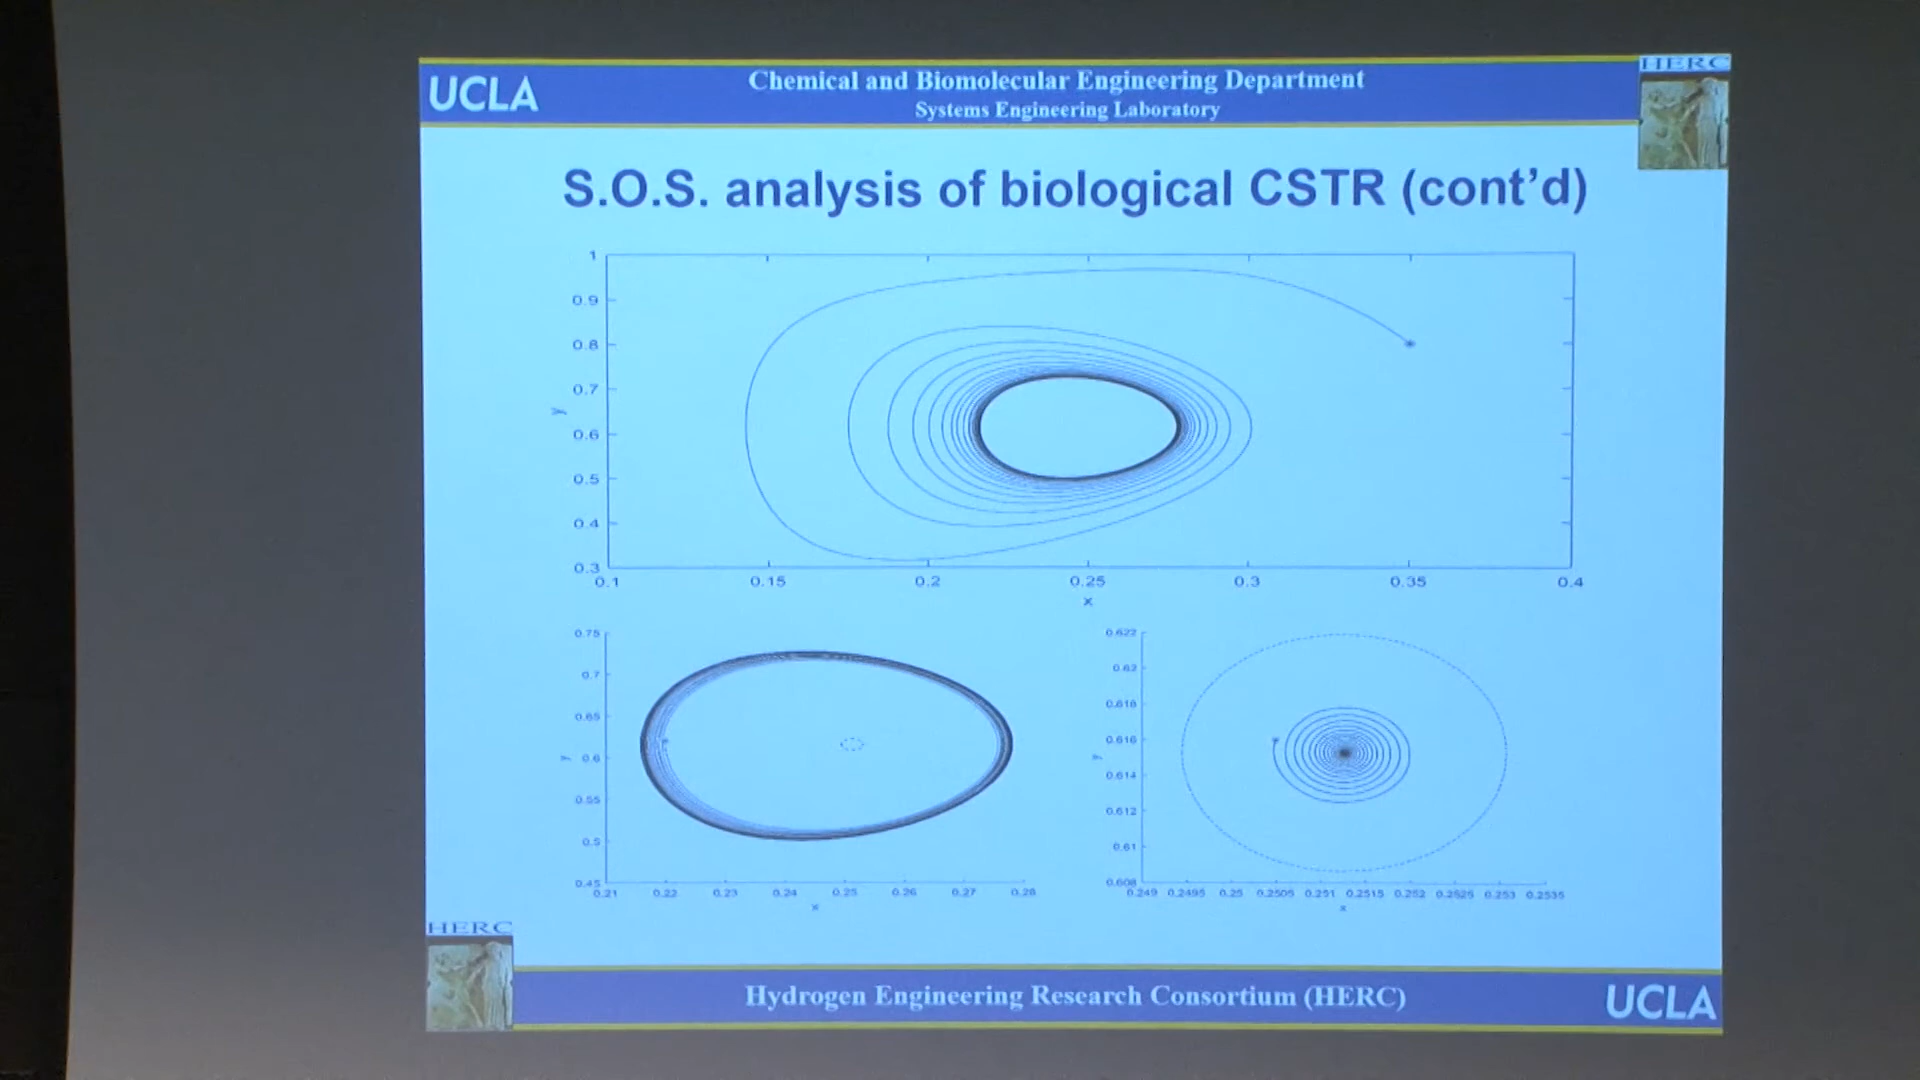 UCLA
Chemical and Biomolecular Engineering Department
Systems Engineering Laboratory
HERC
S.O.S. analysis of biological CSTR (cont'd)
1
0.9
0.8
0.7
0.6
0.5
0.4
0.3
y
0.1 0.15 0.2 0.25 0.3 0.35 0.4
x
0.75
0.7
0.65
0.6
0.55
0.5
0.45
y
0.21 0.22 0.23 0.24 0.25 0.26 0.27 0.28
x
0.622
0.62
0.618
0.616
0.614
0.612
0.61
0.608
y
0.249 0.2495 0.25 0.2505 0.251 0.2515 0.252 0.2525 0.253 0.2535
x
HERC
Hydrogen Engineering Research Consortium (HERC)
UCLA